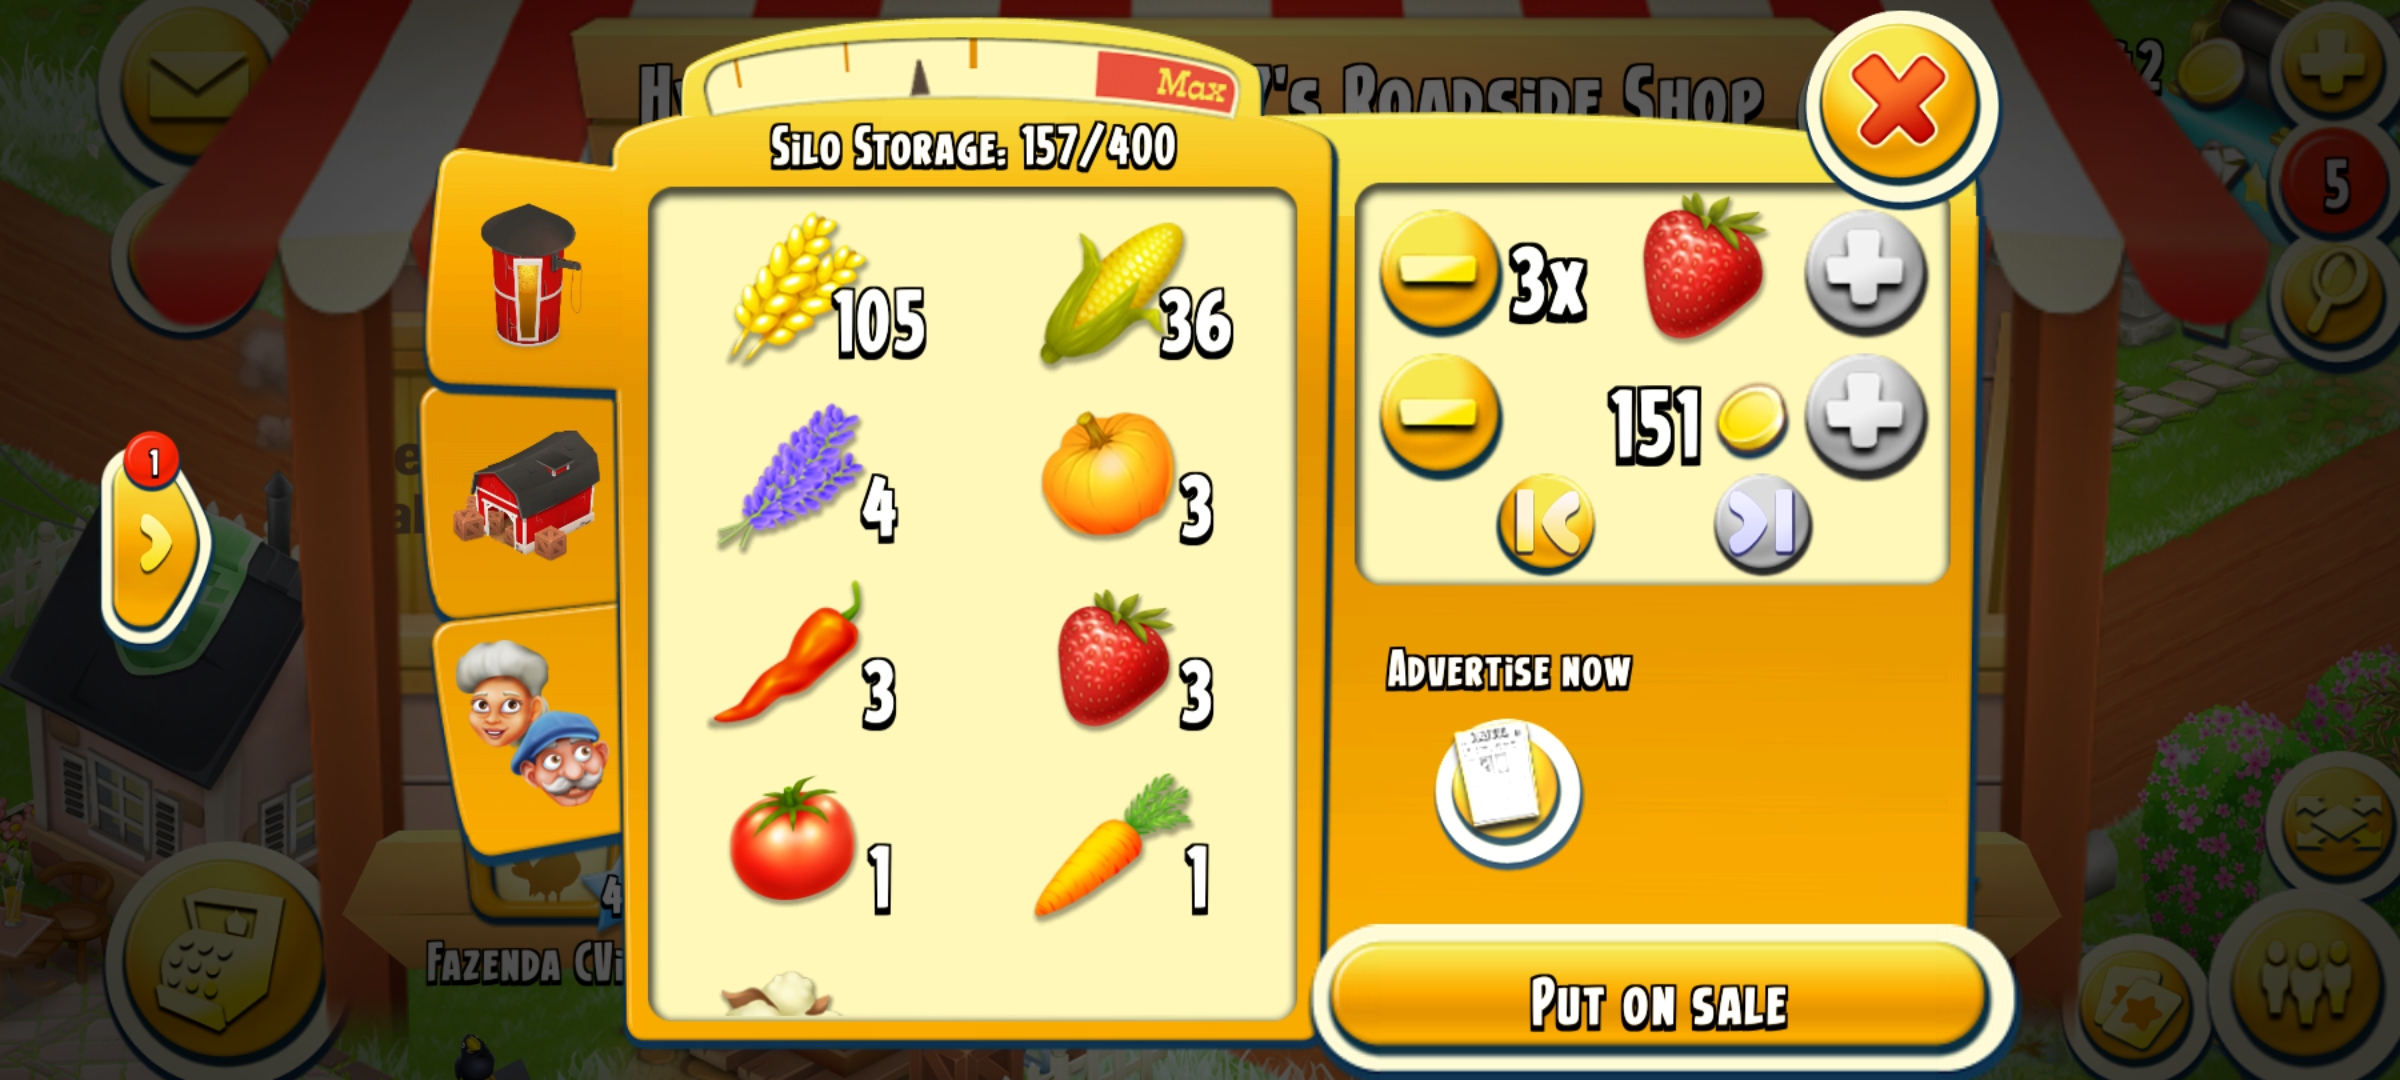 Max
'S ROADSIDE SHOP
SILO STORAGE: 157/400
5
105
36
3x
151
4
3
1
3
3
ADVERTISE NOW
1
1
FAZENDA CVI
PUT ON SALE